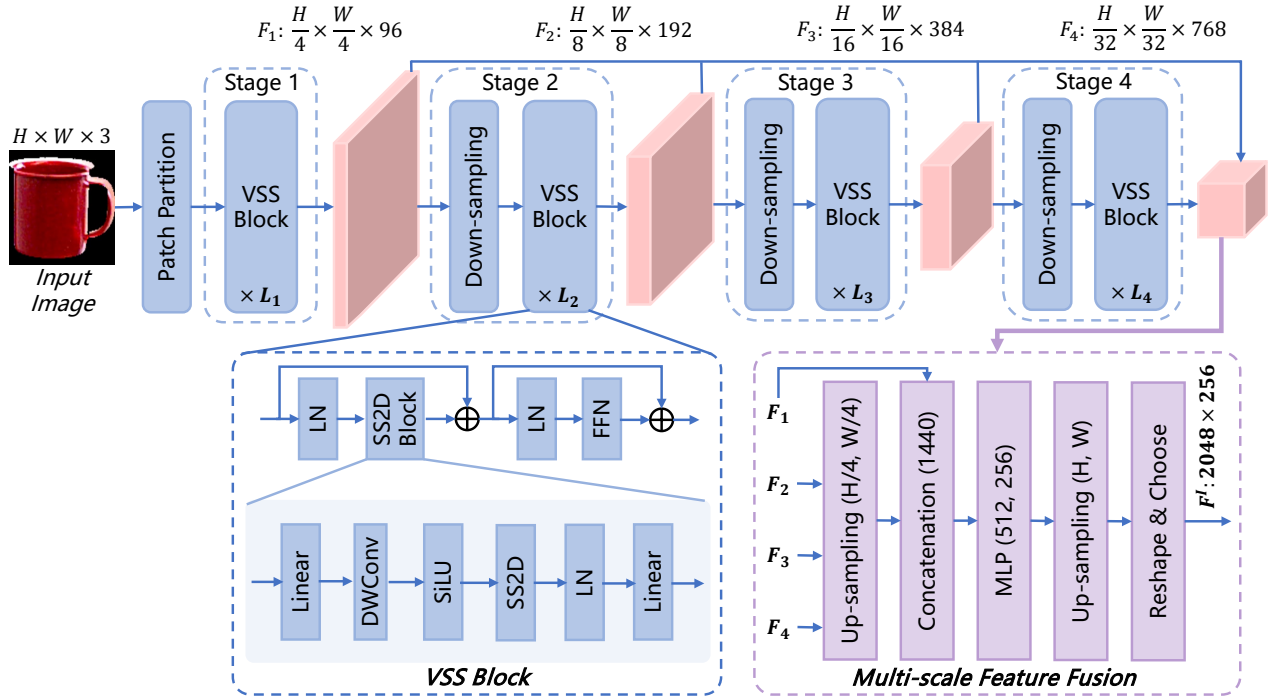 F₁: H/4 × W/4 × 96
F₂: H/8 × W/8 × 192
F₃: H/16 × W/16 × 384
F₄: H/32 × W/32 × 768
Stage 1
Stage 2
Stage 3
Stage 4
H × W × 3
Input
Image
Patch Partition
VSS
Block
× L₁
Down-sampling
VSS
Block
× L₂
Down-sampling
VSS
Block
× L₃
Down-sampling
VSS
Block
× L₄
LN
SS2D
Block
LN
FFN
Linear
DWConv
SiLU
SS2D
LN
Linear
VSS Block
F₁
F₂
F₃
F₄
Up-sampling (H/4, W/4)
Concatenation (1440)
MLP (512, 256)
Up-sampling (H, W)
Reshape & Choose
Fᴵ: 2048 × 256
Multi-scale Feature Fusion